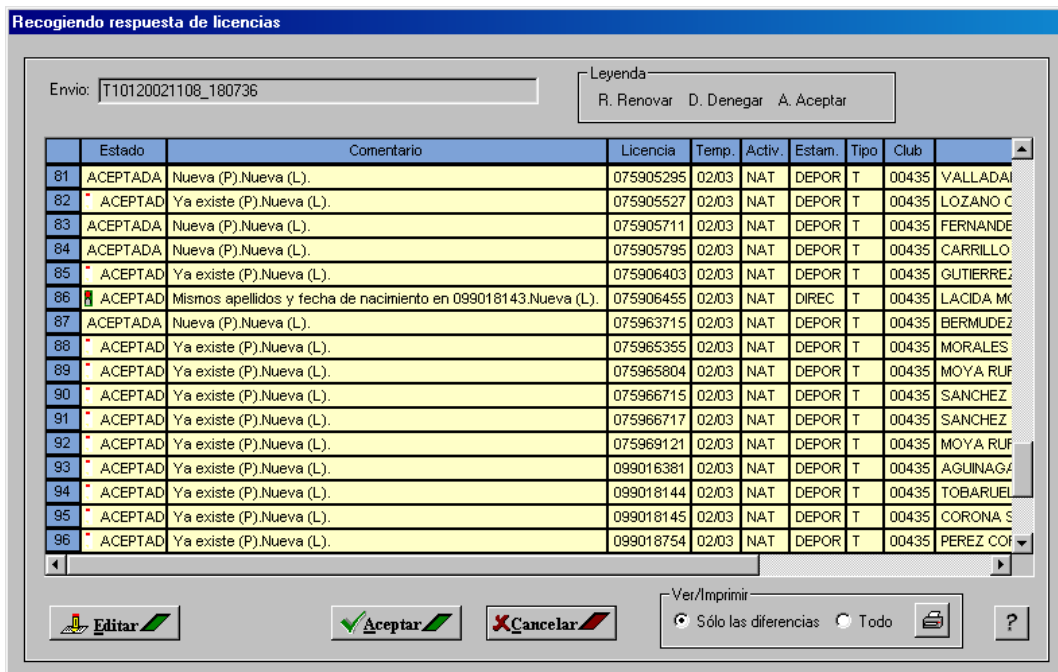 Recogiendo respuesta de licencias
Envio: T10120021108_180736
Leyenda
R. Renovar D. Denegar A. Aceptar
Estado Comentario Licencia Temp. Activ. Estam. Tipo Club
81 ACEPTADA Nueva (P).Nueva (L). 075905295 02/03 NAT DEPOR T 00435 VALLADA
82 ACEPTAD Ya existe (P).Nueva (L). 075905527 02/03 NAT DEPOR T 00435 LOZANO
83 ACEPTADA Nueva (P).Nueva (L). 075905711 02/03 NAT DEPOR T 00435 FERNANDE
84 ACEPTADA Nueva (P).Nueva (L). 075905795 02/03 NAT DEPOR T 00435 CARRILLO
85 ACEPTAD Ya existe (P).Nueva (L). 075906403 02/03 NAT DEPOR T 00435 GUTIERREZ
86 ACEPTAD Mismos apellidos y fecha de nacimiento en 099018143.Nueva (L). 075906455 02/03 NAT DIREC T 00435 LACIDA MO
87 ACEPTADA Nueva (P).Nueva (L). 075963715 02/03 NAT DEPOR T 00435 BERMUDEZ
88 ACEPTAD Ya existe (P).Nueva (L). 075965355 02/03 NAT DEPOR T 00435 MORALES
89 ACEPTAD Ya existe (P).Nueva (L). 075965804 02/03 NAT DEPOR T 00435 MOYA RUF
90 ACEPTAD Ya existe (P).Nueva (L). 075966715 02/03 NAT DEPOR T 00435 SANCHEZ
91 ACEPTAD Ya existe (P).Nueva (L). 075966717 02/03 NAT DEPOR T 00435 SANCHEZ
92 ACEPTAD Ya existe (P).Nueva (L). 075969121 02/03 NAT DEPOR T 00435 MOYA RUF
93 ACEPTAD Ya existe (P).Nueva (L). 099016381 02/03 NAT DEPOR T 00435 AGUINAGA
94 ACEPTAD Ya existe (P).Nueva (L). 099018144 02/03 NAT DEPOR T 00435 TOBARUEL
95 ACEPTAD Ya existe (P).Nueva (L). 099018145 02/03 NAT DEPOR T 00435 CORONA S
96 ACEPTAD Ya existe (P).Nueva (L). 099018754 02/03 NAT DEPOR T 00435 PEREZ COR
Ver/Imprimir
Editar Aceptar Cancelar Sólo las diferencias Todo ?